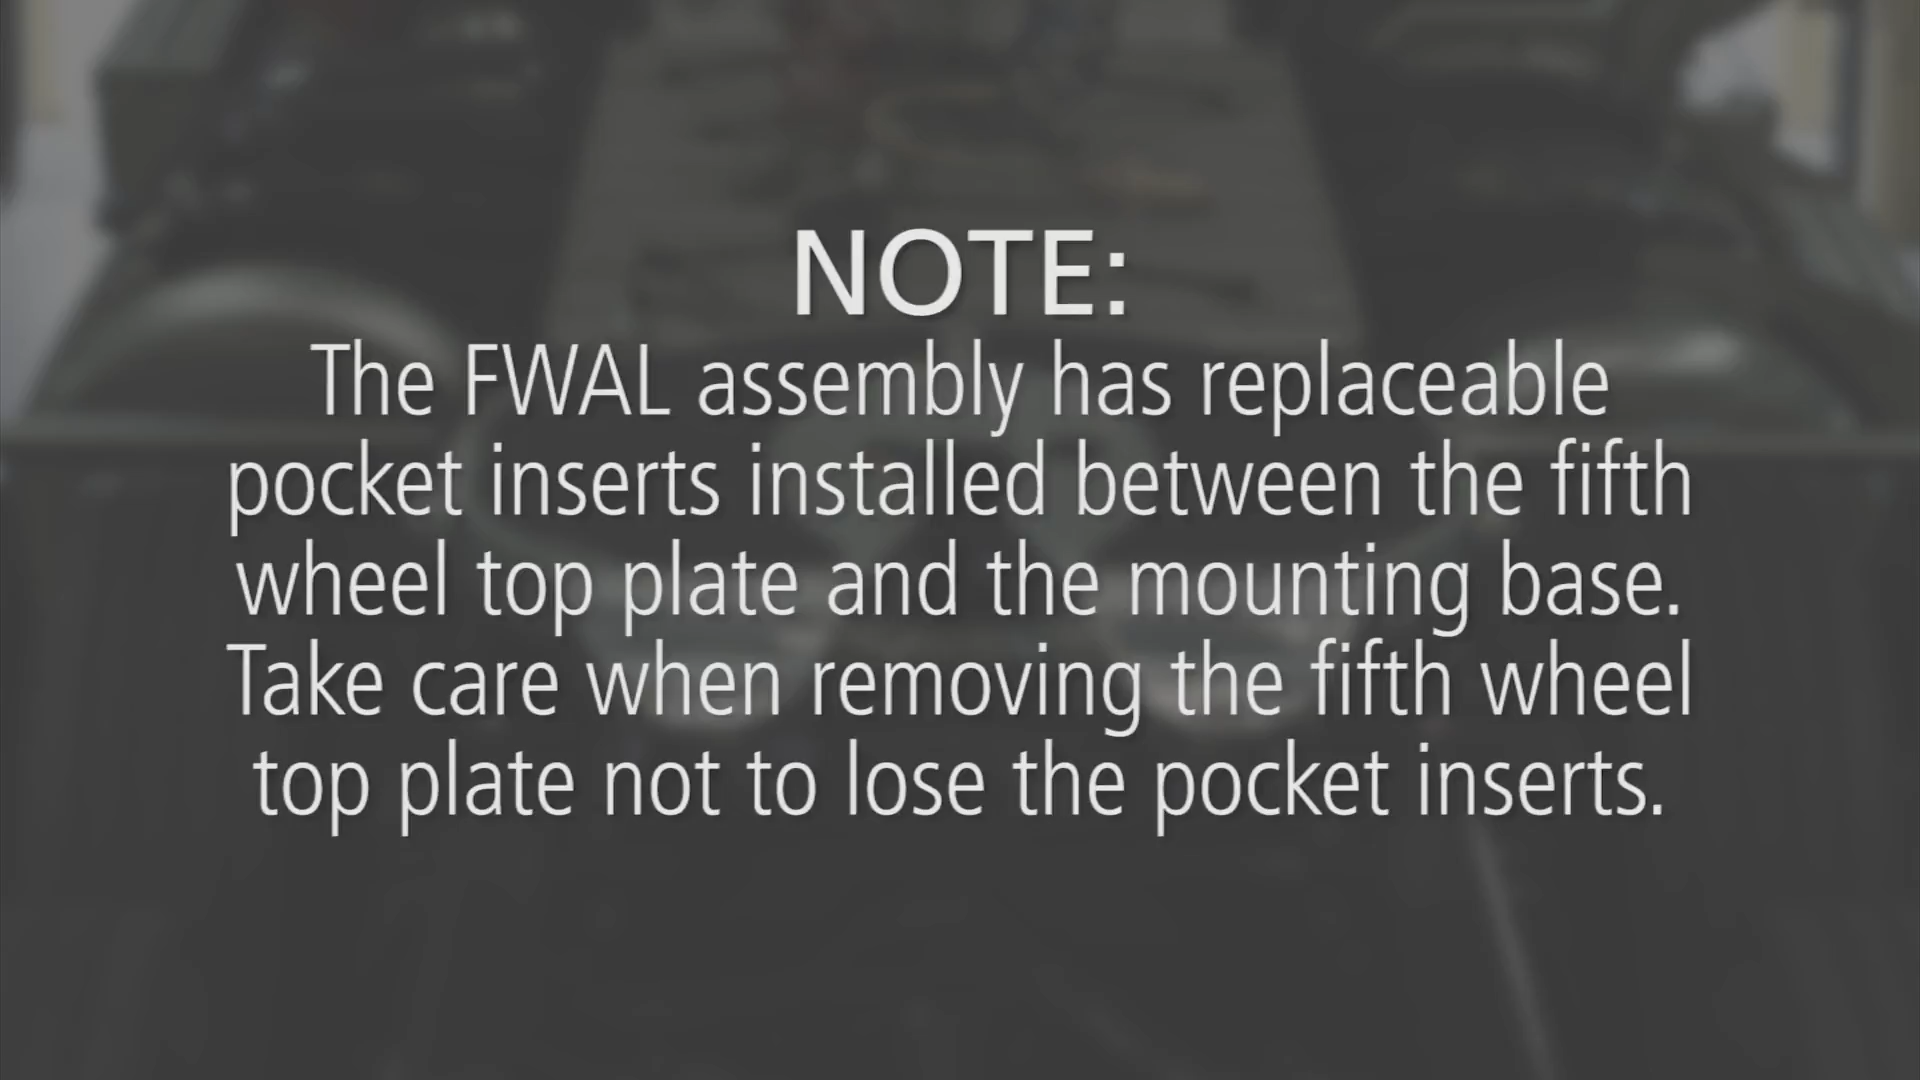 NOTE:
The FWAL assembly has replaceable
pocket inserts installed between the fifth
wheel top plate and the mounting base.
Take care when removing the fifth wheel
top plate not to lose the pocket inserts.